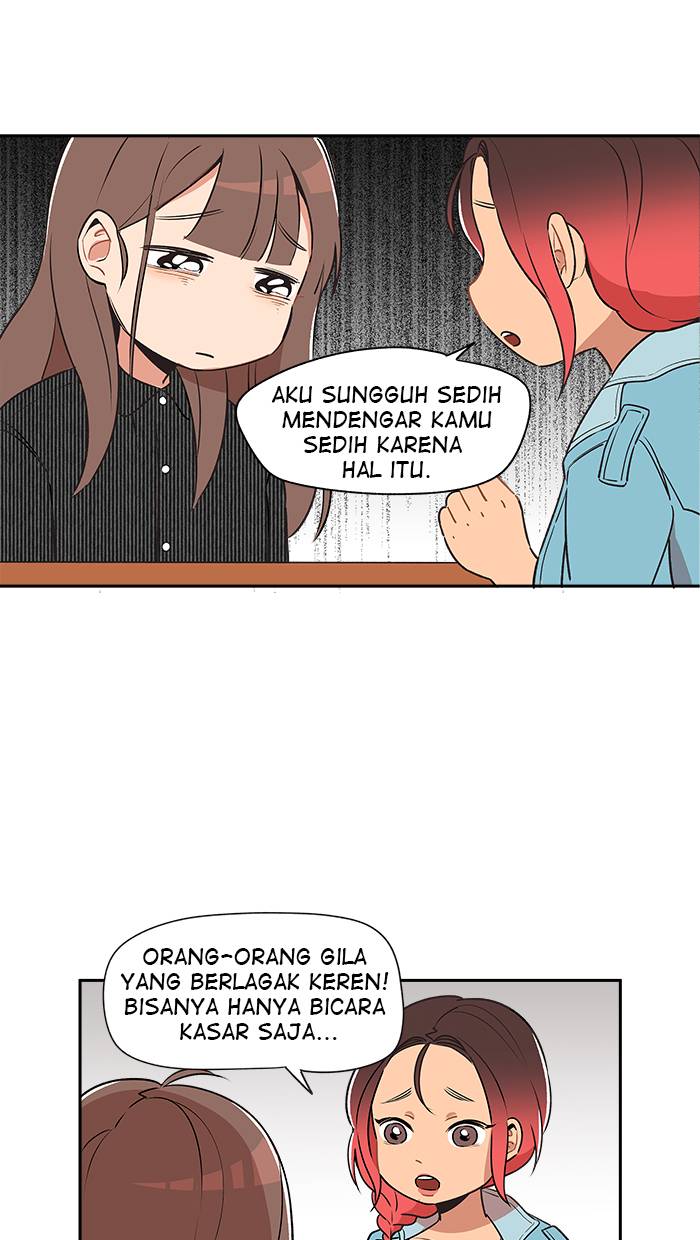 AKU SUNGGUH SEDIH
MENDENGAR KAMU
SEDIH KARENA
HAL ITU.
ORANG-ORANG GILA
YANG BERLAGAK KEREN!
BISANYA HANYA BICARA
KASAR SAJA...